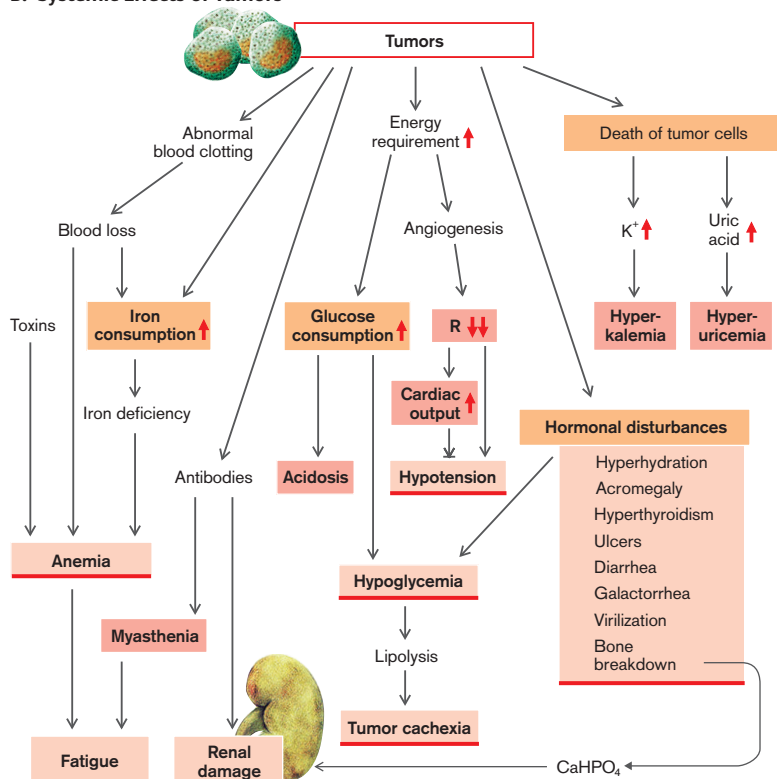 Tumors
Abnormal
blood clotting
Energy
requirement
Death of tumor cells
Blood loss
Angiogenesis
K⁺
Uric
acid
Toxins
Iron
consumption
Glucose
consumption
R
Hyper-
kalemia
Hyper-
uricemia
Cardiac
output
Iron deficiency
Hormonal disturbances
Antibodies
Acidosis
Hypotension
Hyperhydration
Acromegaly
Hyperthyroidism
Ulcers
Diarrhea
Galactorrhea
Virilization
Bone
breakdown
Anemia
Hypoglycemia
Myasthenia
Lipolysis
Tumor cachexia
Fatigue
Renal
damage
CaHPO₄